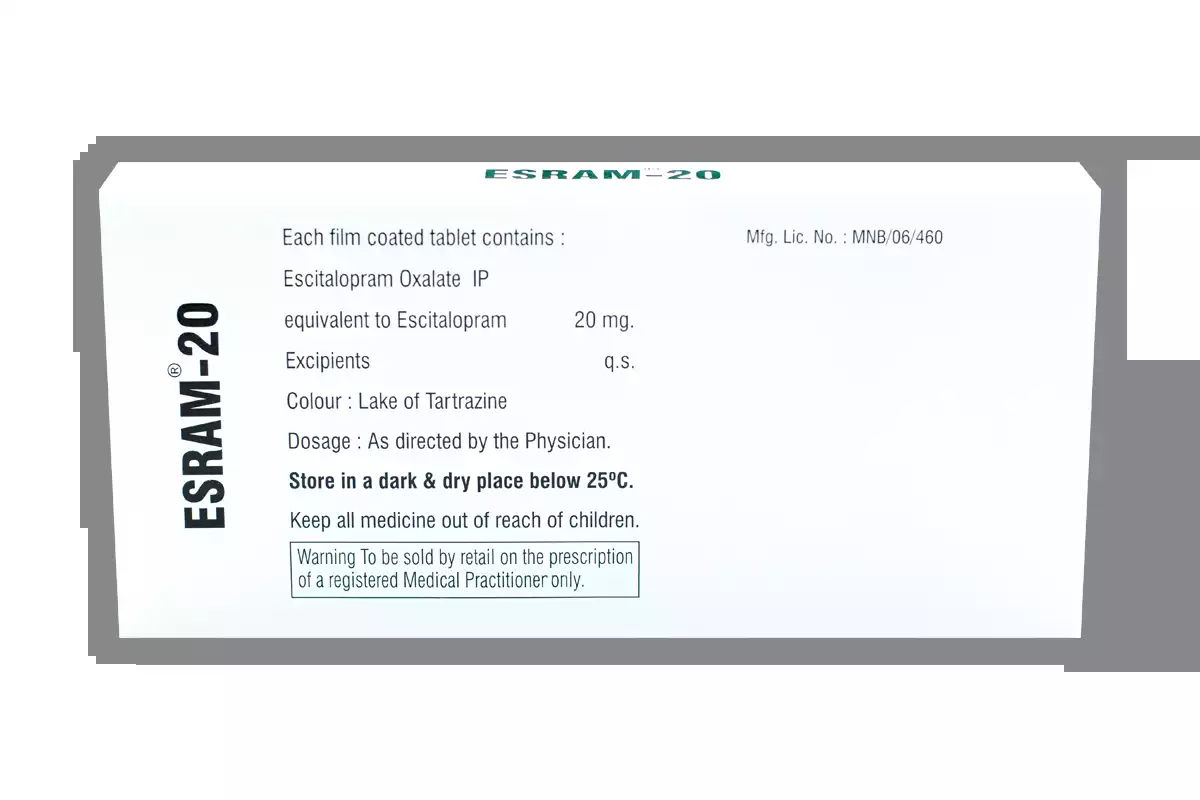 ESRAM-20
ESRAM®-20
Each film coated tablet contains :
Escitalopram Oxalate IP
equivalent to Escitalopram 20 mg.
Excipients q.s.
Colour : Lake of Tartrazine
Dosage : As directed by the Physician.
Store in a dark & dry place below 25ºC.
Keep all medicine out of reach of children.
Warning To be sold by retail on the prescription
of a registered Medical Practitioner only.
Mfg. Lic. No. : MNB/06/460